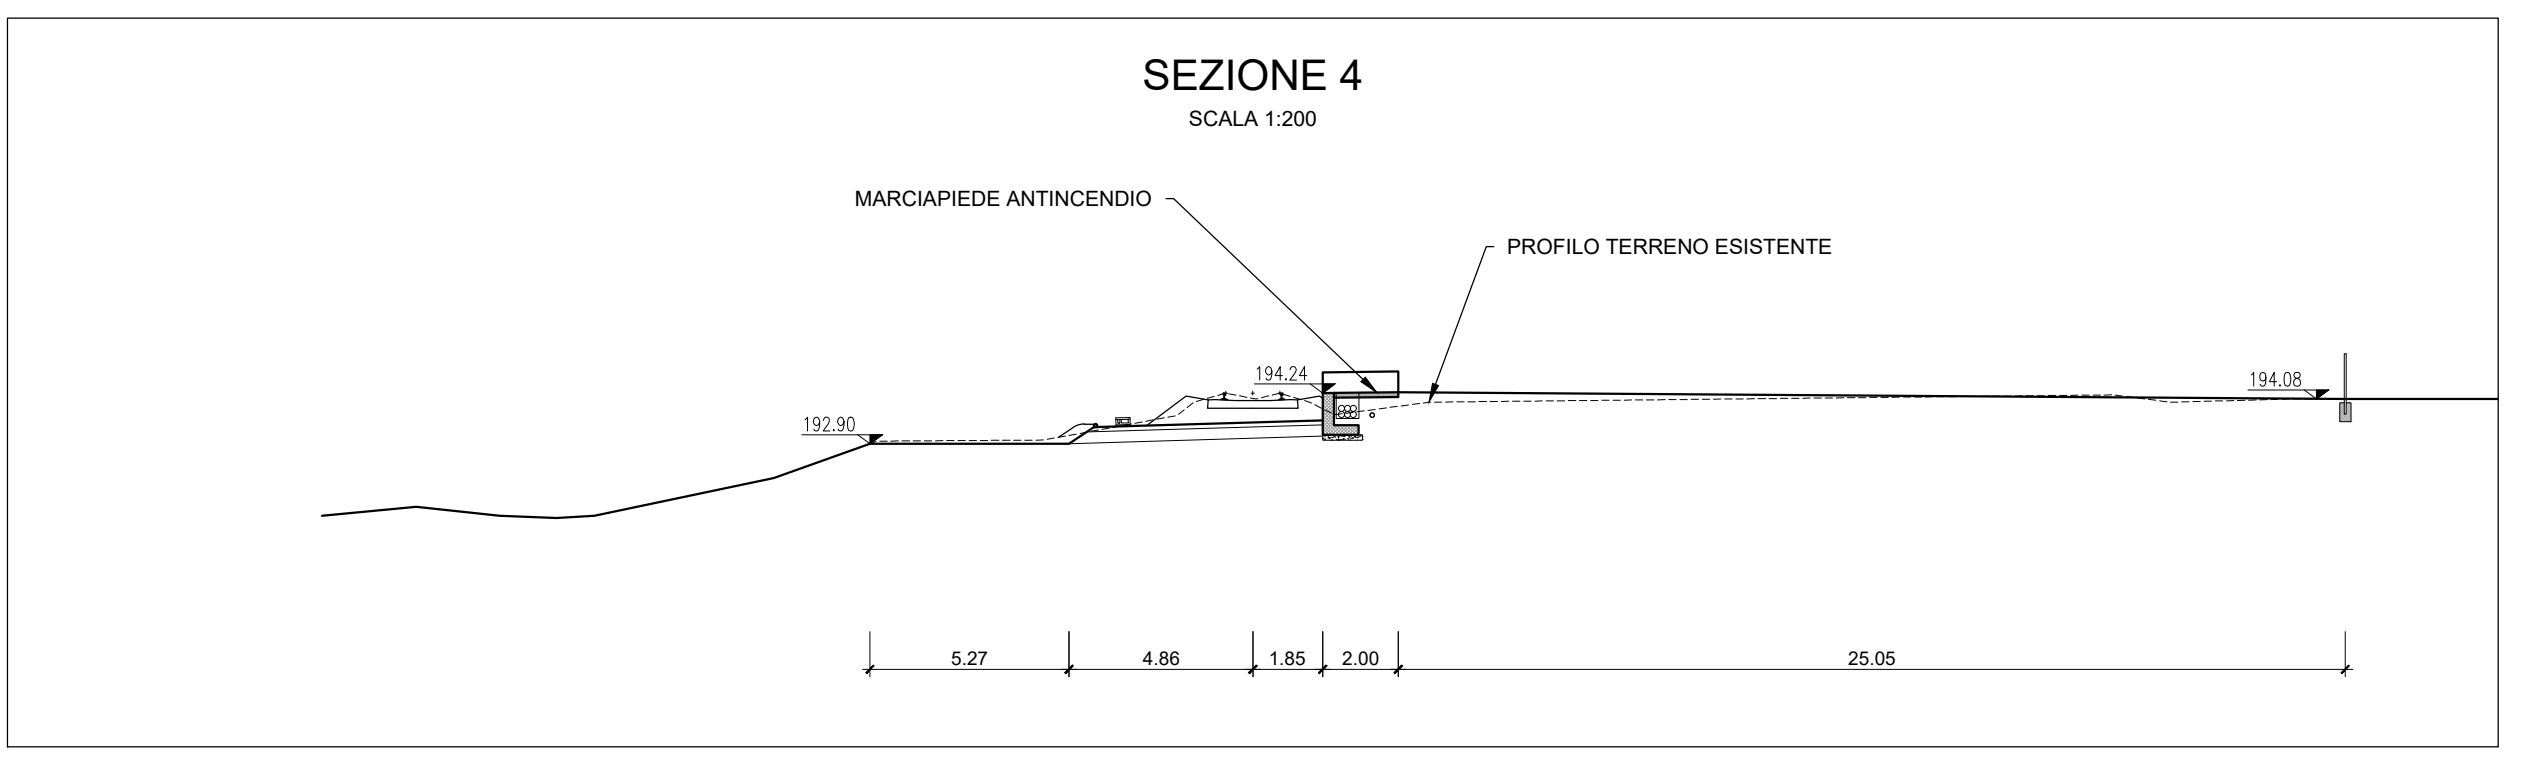 SEZIONE 4
SCALA 1:200
MARCIAPIEDE ANTINCENDIO
PROFILO TERRENO ESISTENTE
194.24
194.08
192.90
5.27
4.86
1.85
2.00
25.05